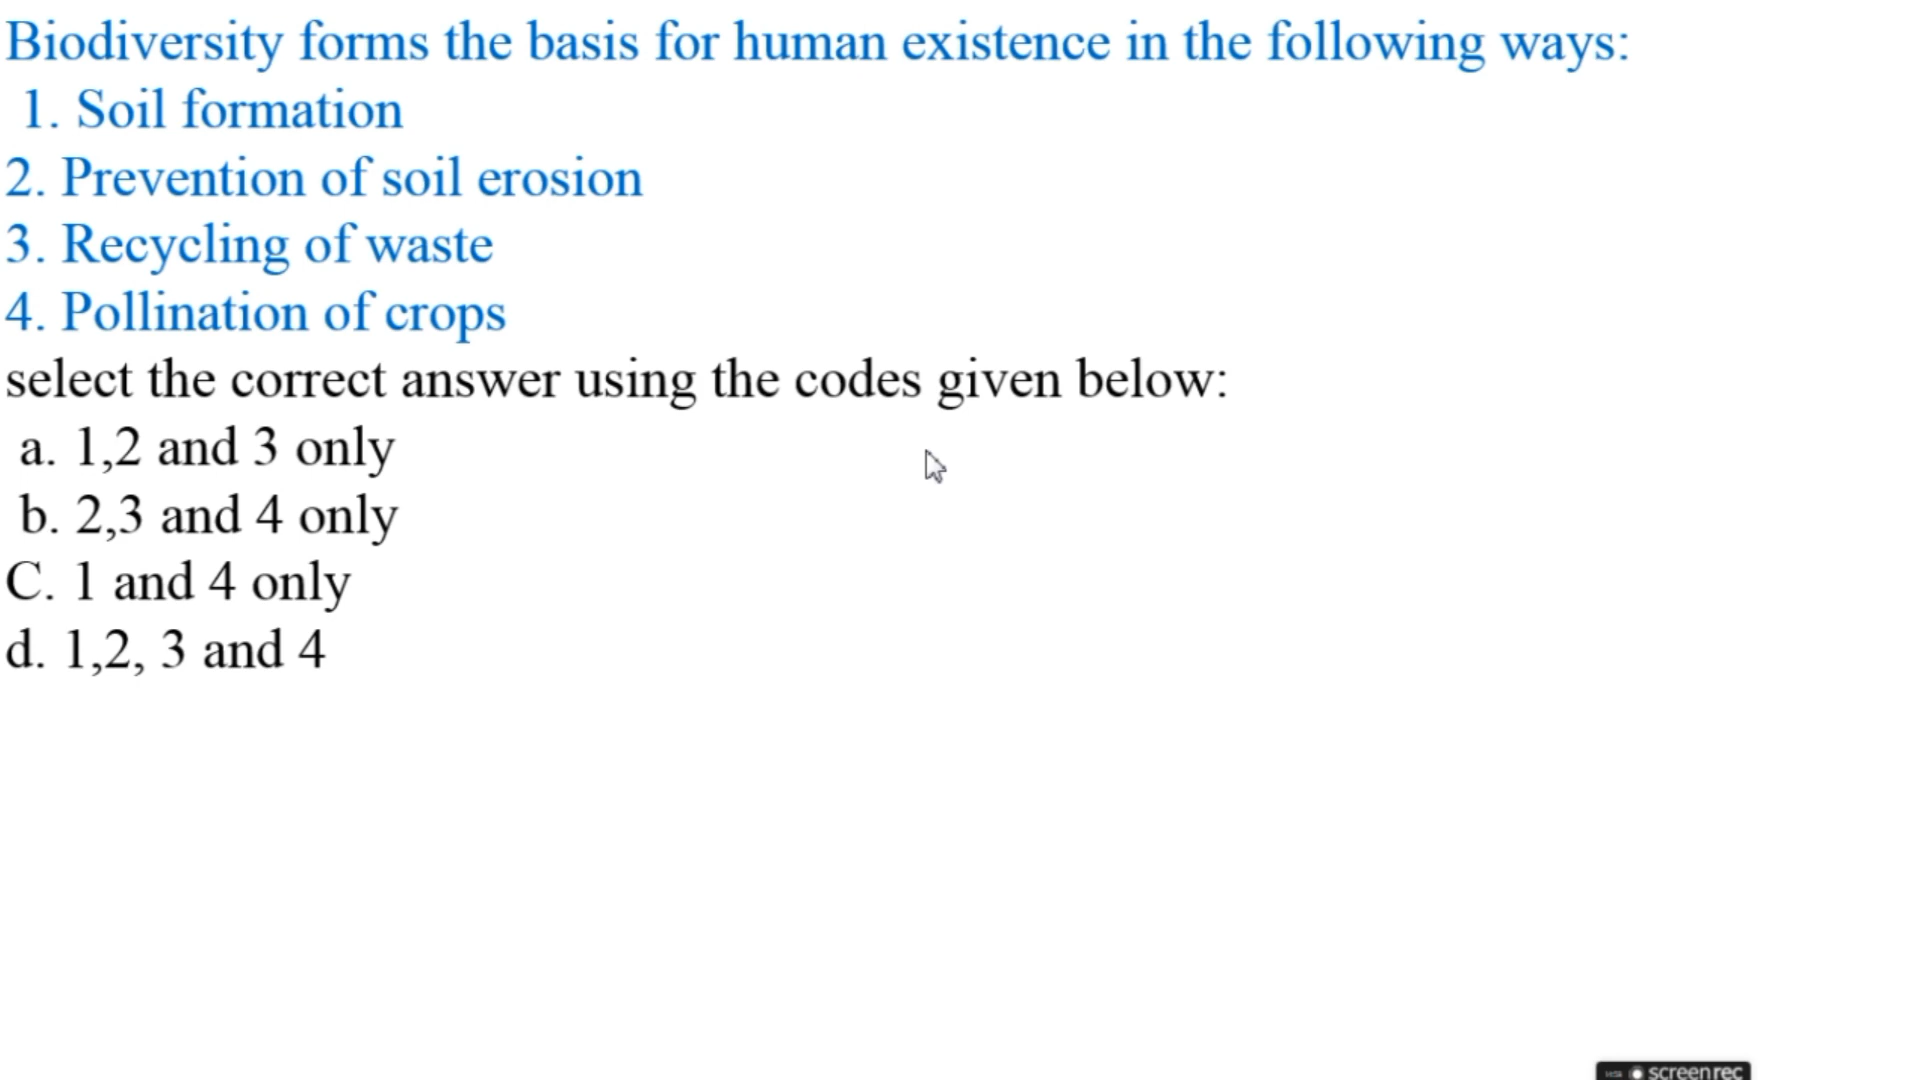 Biodiversity forms the basis for human existence in the following ways:
1. Soil formation
2. Prevention of soil erosion
3. Recycling of waste
4. Pollination of crops
select the correct answer using the codes given below:
a. 1,2 and 3 only
b. 2,3 and 4 only
C. 1 and 4 only
d. 1,2, 3 and 4
screenrec